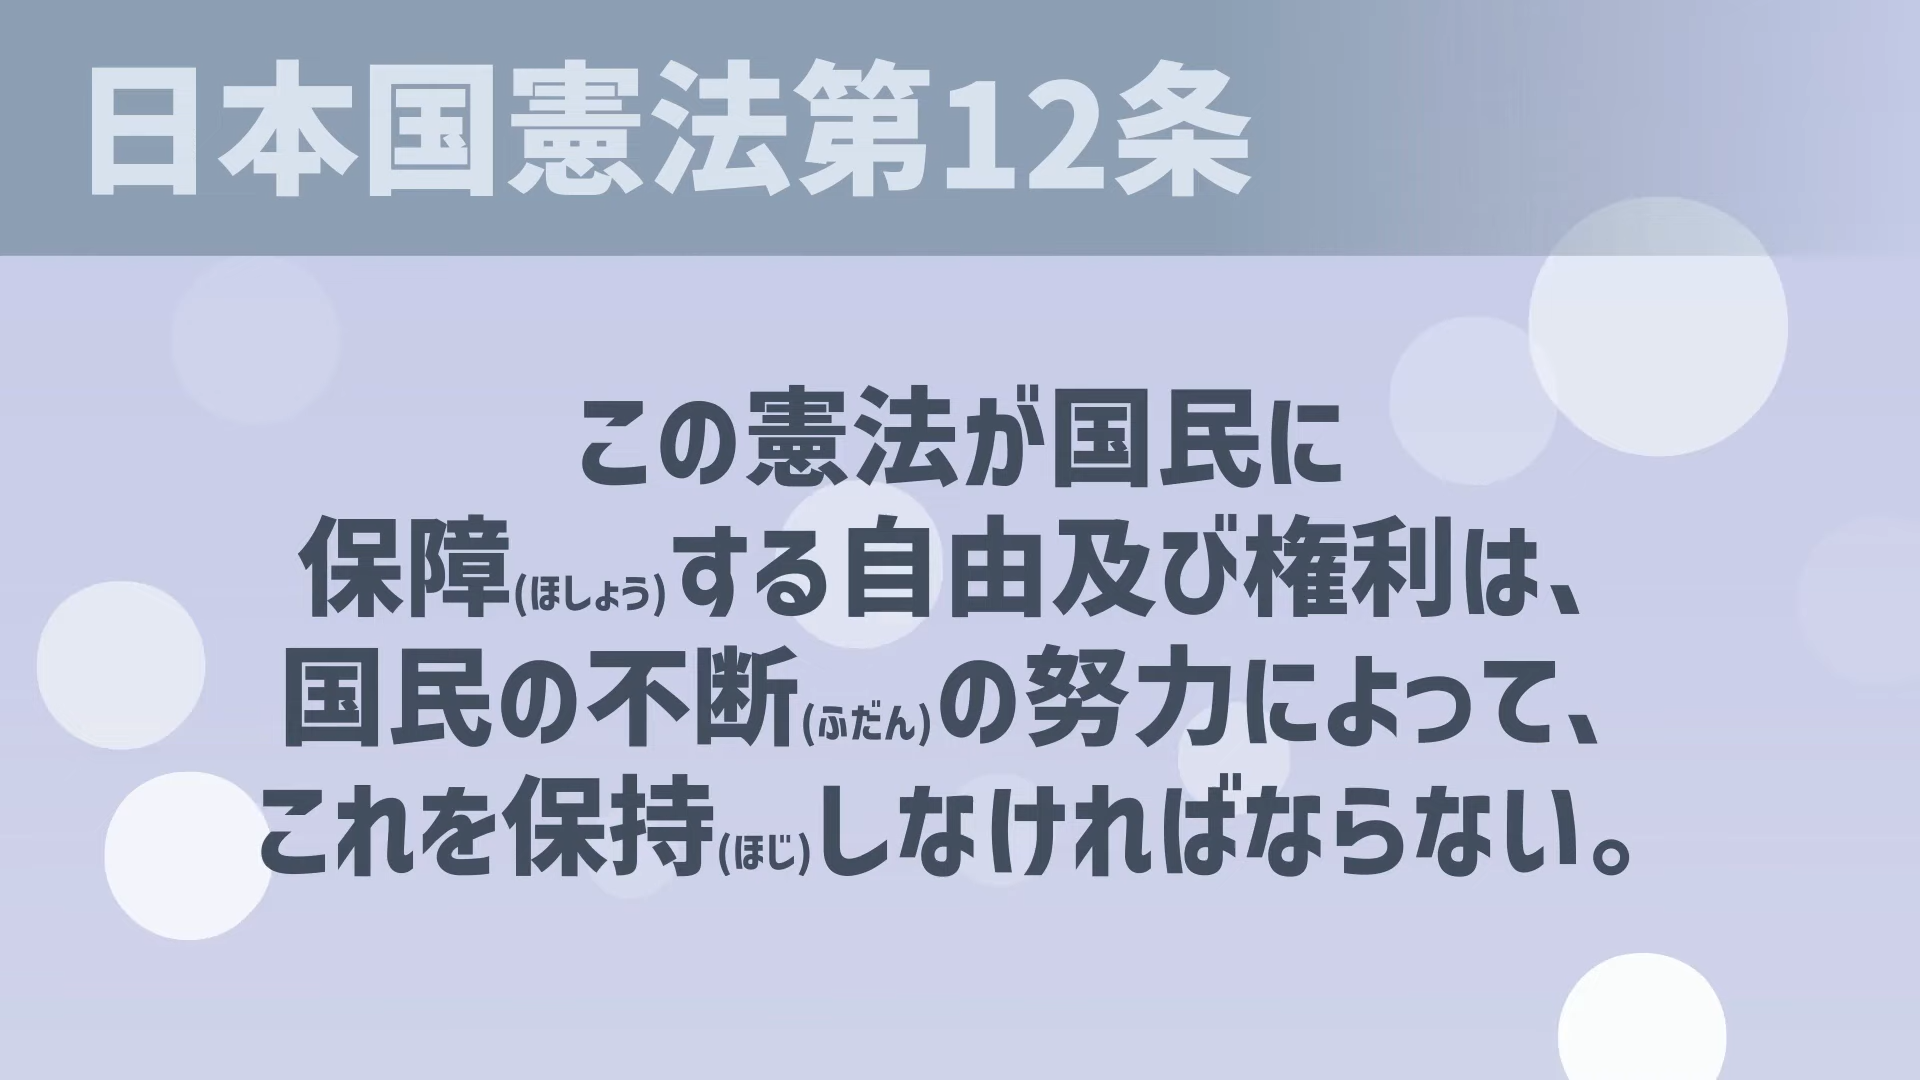 日本国憲法第12条
この憲法が国民に
保障(ほしょう)する自由及び権利は、
国民の不断(ふだん)の努力によって、
これを保持(ほじ)しなければならない。